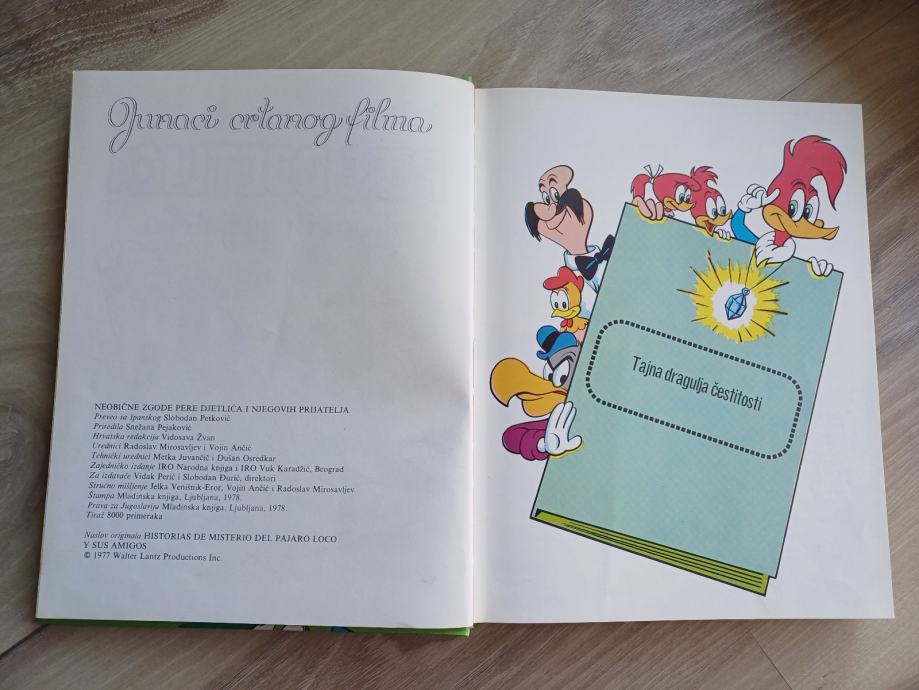 Junaci crtanog filma
NEOBIČNE ZGODE PERE DJETLIĆA I NJEGOVIH PRIJATELJA
Preveo sa španskog Slobodan Petković
Priredila Snežana Pejaković
Hrvatska redakcija Vidosava Žvan
Urednici Radoslav Mirosavljev i Vojin Ančić
Tehnički urednici Metka Juvančič i Dušan Osredkar
Zajedničko izdanje IRO Narodna knjiga i IRO Vuk Karadžić, Beograd
Za izdavače Vidak Perić i Slobodan Đurić, direktori
Stručno mišljenje Jelka Venišnik-Eror, Vojin Ančić i Radoslav Mirosavljev
Štampa Mladinska knjiga, Ljubljana, 1978.
Prava za Jugoslaviju Mladinska knjiga, Ljubljana, 1978.
Tiraž 8000 primeraka
Naslov originala HISTORIAS DE MISTERIO DEL PAJARO LOCO
Y SUS AMIGOS
© 1977 Walter Lantz Productions Inc.
Tajna dragulja čestitosti